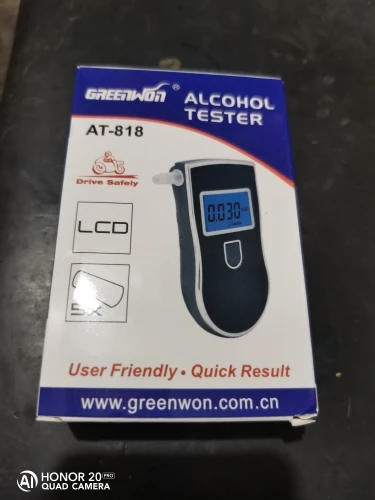 GREENWON® ALCOHOL
TESTER
AT-818
Drive Safely
LCD
0.030
5X
User Friendly • Quick Result
www.greenwon.com.cn
HONOR 20 PRO
AI QUAD CAMERA